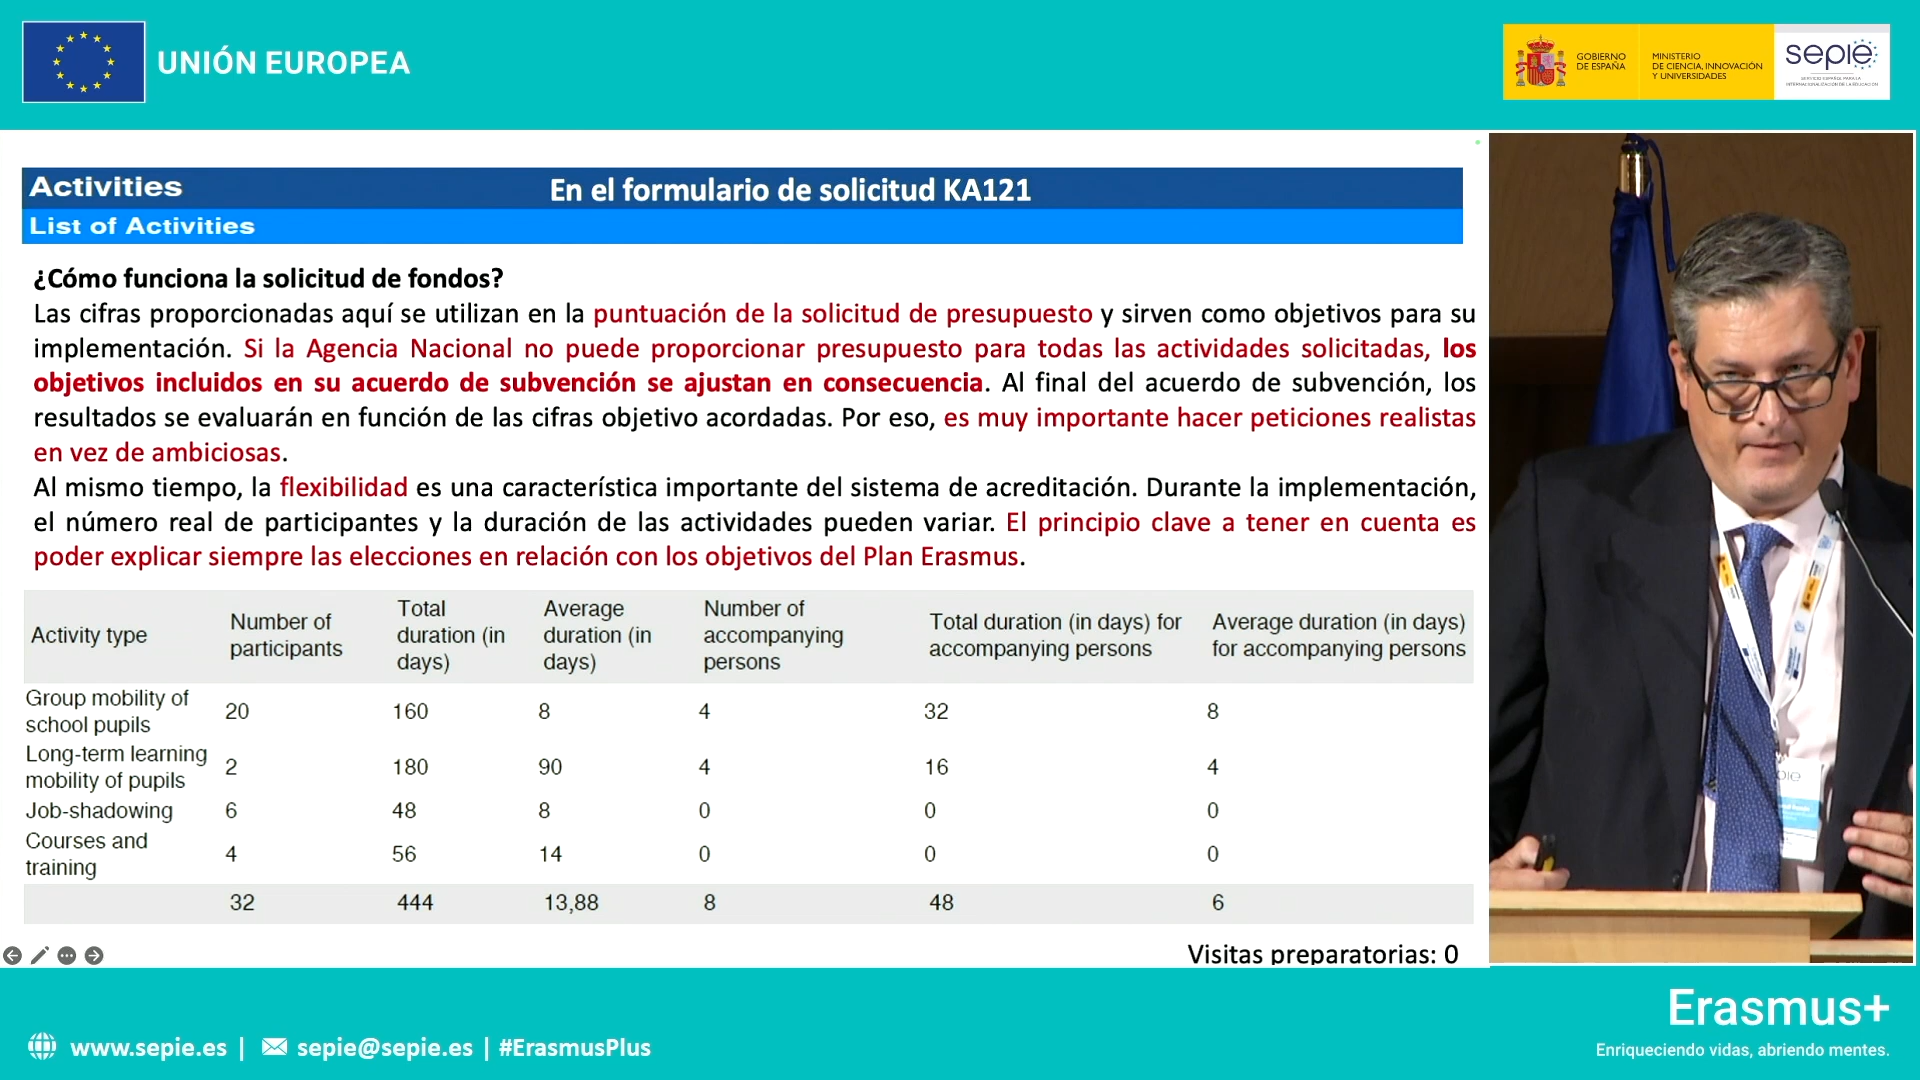 UNIÓN EUROPEA
GOBIERNO
DE ESPAÑA
MINISTERIO
DE CIENCIA, INNOVACIÓN
Y UNIVERSIDADES
sepie
SERVICIO ESPAÑOL PARA LA
INTERNACIONALIZACIÓN DE LA EDUCACIÓN
Activities
En el formulario de solicitud KA121
List of Activities
¿Cómo funciona la solicitud de fondos?
Las cifras proporcionadas aquí se utilizan en la puntuación de la solicitud de presupuesto y sirven como objetivos para su
implementación. Si la Agencia Nacional no puede proporcionar presupuesto para todas las actividades solicitadas, los
objetivos incluidos en su acuerdo de subvención se ajustan en consecuencia. Al final del acuerdo de subvención, los
resultados se evaluarán en función de las cifras objetivo acordadas. Por eso, es muy importante hacer peticiones realistas
en vez de ambiciosas.
Al mismo tiempo, la flexibilidad es una característica importante del sistema de acreditación. Durante la implementación,
el número real de participantes y la duración de las actividades pueden variar. El principio clave a tener en cuenta es
poder explicar siempre las elecciones en relación con los objetivos del Plan Erasmus.
Activity type
Number of
participants
Total
duration (in
days)
Average
duration (in
days)
Number of
accompanying
persons
Total duration (in days) for
accompanying persons
Average duration (in days)
for accompanying persons
Group mobility of
school pupils
20 160 8 4 32 8
Long-term learning
mobility of pupils
2 180 90 4 16 4
Job-shadowing 6 48 8 0 0 0
Courses and
training
4 56 14 0 0 0
32 444 13,88 8 48 6
Visitas preparatorias: 0
Erasmus+
Enriqueciendo vidas, abriendo mentes.
www.sepie.es | sepie@sepie.es | #ErasmusPlus